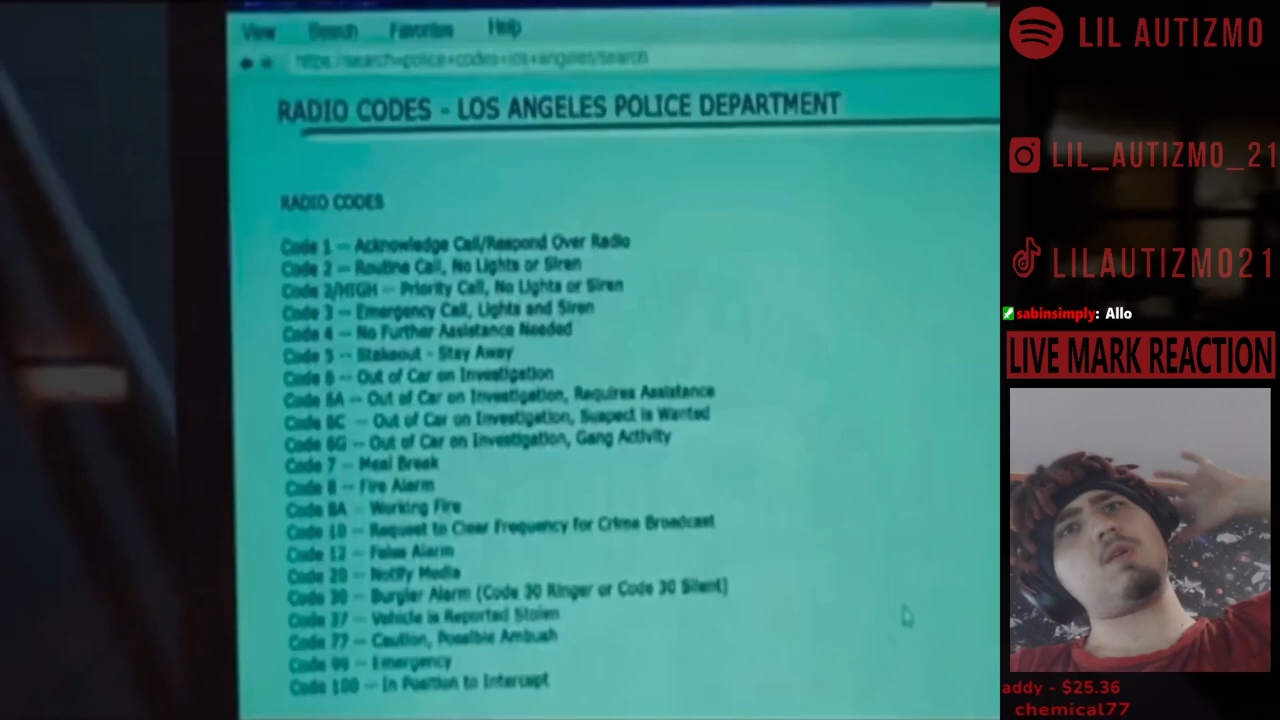 View Search Favorites Help
https://search=police+codes+los+angeles/search
RADIO CODES - LOS ANGELES POLICE DEPARTMENT
RADIO CODES
Code 1 — Acknowledge Call/Respond Over Radio
Code 2 — Routine Call, No Lights or Siren
Code 2/HIGH — Priority Call, No Lights or Siren
Code 3 — Emergency Call, Lights and Siren
Code 4 — No Further Assistance Needed
Code 5 — Stakeout - Stay Away
Code 6 — Out of Car on Investigation
Code 6A — Out of Car on Investigation, Requires Assistance
Code 6C — Out of Car on Investigation, Suspect is Wanted
Code 6G — Out of Car on Investigation, Gang Activity
Code 7 — Meal Break
Code 8 — Fire Alarm
Code 8A — Working Fire
Code 10 — Request to Clear Frequency for Crime Broadcast
Code 12 — False Alarm
Code 20 — Notify Media
Code 30 — Burglar Alarm (Code 30 Ringer or Code 30 Silent)
Code 37 — Vehicle is Reported Stolen
Code 77 — Caution, Possible Ambush
Code 99 — Emergency
Code 100 — In Position to Intercept
LIL AUTIZMO
LIL_AUTIZMO_21
LILAUTIZMO21
sabinsimply: Allo
LIVE MARK REACTION
addy - $25.36
chemical77